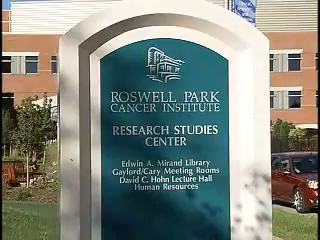 ROSWELL PARK
CANCER INSTITUTE
RESEARCH STUDIES
CENTER
Edwin A. Mirand Library
Gaylord/Cary Meeting Rooms
David C. Hohn Lecture Hall
Human Resources